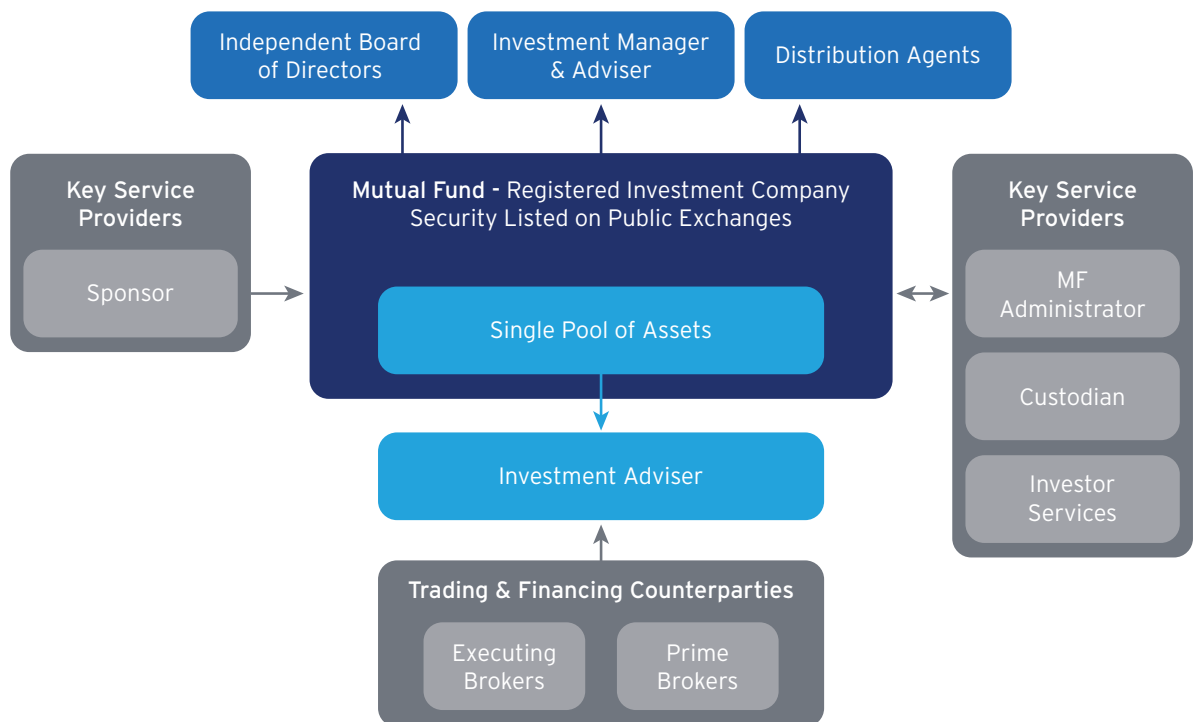 Independent Board
of Directors
Investment Manager
& Adviser
Distribution Agents
Key Service
Providers
Sponsor
Mutual Fund - Registered Investment Company
Security Listed on Public Exchanges
Single Pool of Assets
Key Service
Providers
MF
Administrator
Custodian
Investor
Services
Investment Adviser
Trading & Financing Counterparties
Executing
Brokers
Prime
Brokers